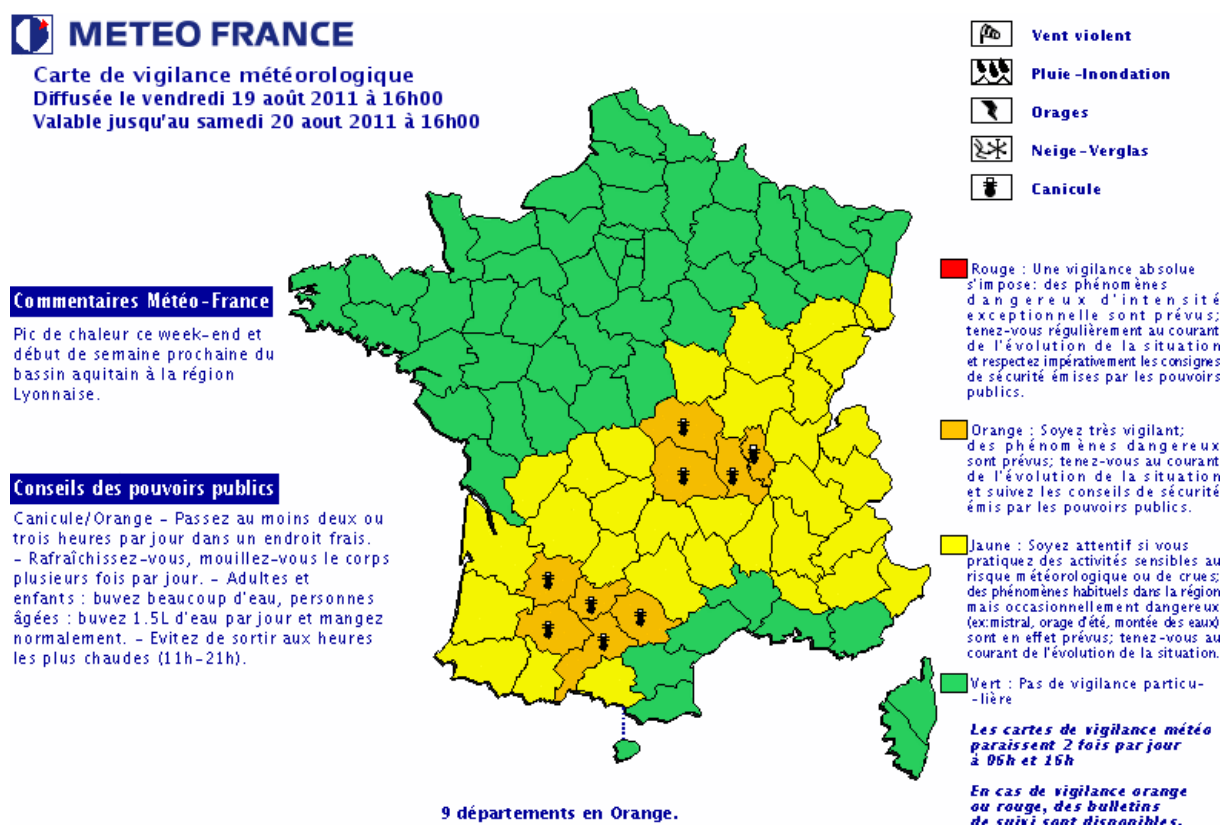 METEO FRANCE
Carte de vigilance météorologique
Diffusée le vendredi 19 août 2011 à 16h00
Valable jusqu'au samedi 20 aout 2011 à 16h00
Vent violent
Pluie-Inondation
Orages
Neige-Verglas
Canicule
Commentaires Météo-France
Pic de chaleur ce week-end et
début de semaine prochaine du
bassin aquitain à la région
Lyonnaise.
Conseils des pouvoirs publics
Canicule/Orange - Passez au moins deux ou
trois heures par jour dans un endroit frais.
- Rafraîchissez-vous, mouillez-vous le corps
plusieurs fois par jour. - Adultes et
enfants : buvez beaucoup d'eau, personnes
âgées : buvez 1.5L d'eau par jour et mangez
normalement. - Evitez de sortir aux heures
les plus chaudes (11h-21h).
Rouge : Une vigilance absolue
s'impose: des phénomènes
dangereux d'intensité
exceptionnelle sont prévus;
tenez-vous régulièrement au courant
de l'évolution de la situation
et respectez impérativement les consignes
de sécurité émises par les pouvoirs
publics.
Orange : Soyez très vigilant;
des phénomènes dangereux
sont prévus; tenez-vous au courant
de l'évolution de la situation
et suivez les conseils de sécurité
émis par les pouvoirs publics.
Jaune : Soyez attentif si vous
pratiquez des activités sensibles au
risque météorologique ou de crues;
des phénomènes habituels dans la région
mais occasionnellement dangereux
(ex:mistral, orage d'été, montée des eaux)
sont en effet prévus; tenez-vous au
courant de l'évolution de la situation.
Vert : Pas de vigilance particu-
-lière
Les cartes de vigilance météo
paraissent 2 fois par jour
à 06h et 16h
En cas de vigilance orange
ou rouge, des bulletins
de suivi sont disponibles.
9 départements en Orange.